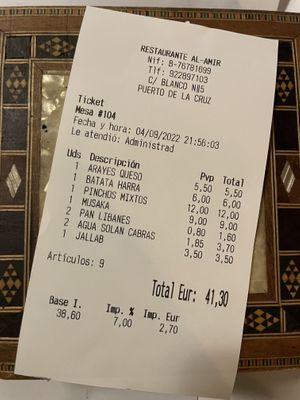 RESTAURANTE AL-AMIR
Nif: B-76781699
Tlf: 922897103
C/ BLANCO Nº5
PUERTO DE LA CRUZ
Ticket
Mesa #104
Fecha y hora: 04/09/2022 21:56:03
Le atendió: Administrad
Uds Descripción Pvp Total
1 ARAYES QUESO 5,50 5,50
1 BATATA HARRA 6,00 6,00
1 PINCHOS MIXTOS 12,00 12,00
1 MUSAKA 9,00 9,00
2 PAN LIBANES 0,80 1,60
2 AGUA SOLAN CABRAS 1,85 3,70
1 JALLAB 3,50 3,50
Artículos: 9
Total Eur: 41,30
Base I. Imp. % Imp. Eur
38,60 7,00 2,70